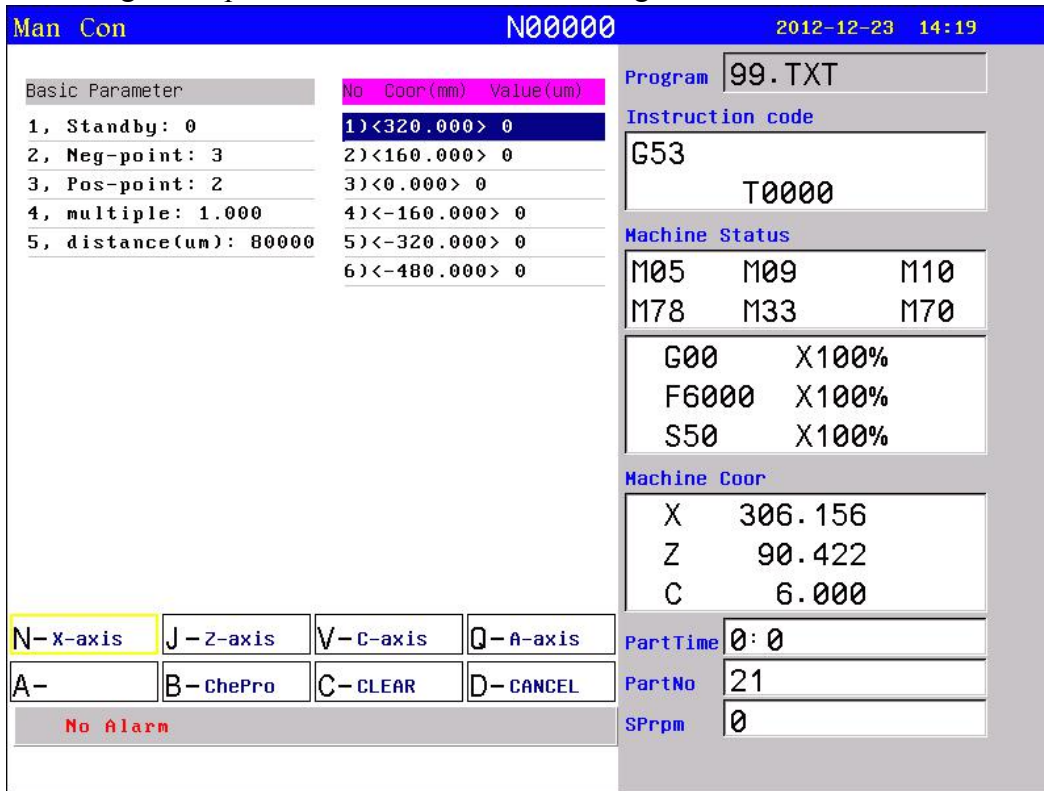 Man Con N00000 2012-12-23 14:19
Basic Parameter
1, Standby: 0
2, Neg-point: 3
3, Pos-point: 2
4, multiple: 1.000
5, distance(um): 80000
No Coor(mm) Value(um)
1)<320.000> 0
2)<160.000> 0
3)<0.000> 0
4)<-160.000> 0
5)<-320.000> 0
6)<-480.000> 0
Program 99.TXT
Instruction code
G53
T0000
Machine Status
M05 M09 M10
M78 M33 M70
G00 X100%
F6000 X100%
S50 X100%
Machine Coor
X 306.156
Z 90.422
C 6.000
N-X-axis J-Z-axis V-C-axis Q-A-axis
A- B-ChePro C-CLEAR D-CANCEL
No Alarm
PartTime 0:0
PartNo 21
SPrpm 0